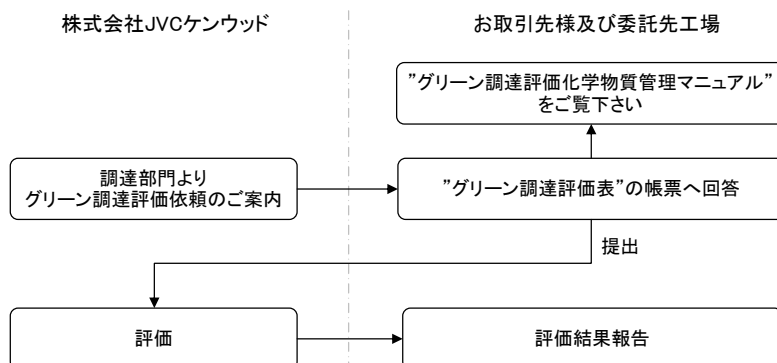 株式会社JVCケンウッド
お取引先様及び委託先工場
”グリーン調達評価化学物質管理マニュアル”
をご覧下さい
調達部門より
グリーン調達評価依頼のご案内
”グリーン調達評価表”の帳票へ回答
提出
評価
評価結果報告